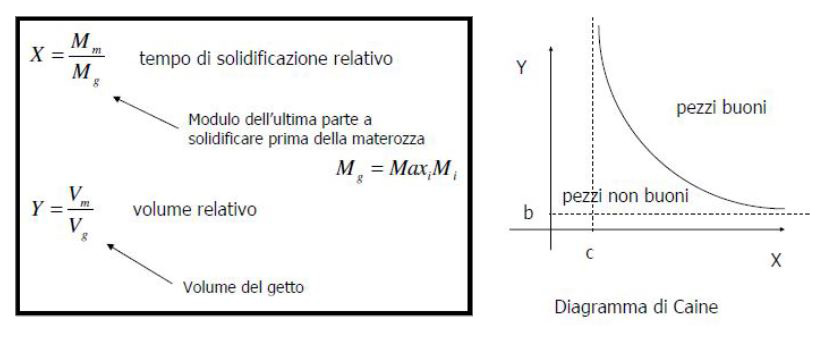 X = M_m / M_g tempo di solidificazione relativo
Modulo dell'ultima parte a
solidificare prima della materozza
M_g = Max_i M_i
Y = V_m / V_g volume relativo
Volume del getto
Y
pezzi buoni
pezzi non buoni
b
c
X
Diagramma di Caine